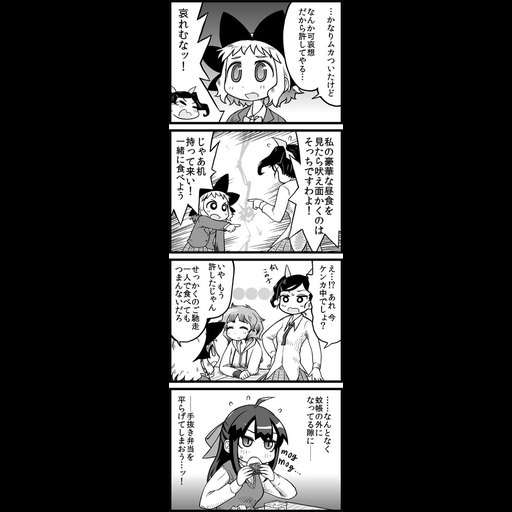 …かなりムカついたけど
なんか可哀想
だから許してやる…
哀れむなッ！
私の豪華な昼食を
見たら吠え面かくのは
そっちですわよ！
じゃあ机
持って来い！
一緒に食べよう
え…!? あれ 今
ケンカ中でしょ？
いや もう
許したじゃん
せっかくのご馳走
一人で食べても
つまんないだろ
……なんとなく
蚊帳の外に
なってる隙に――
mog
mog…
――手抜き弁当を
平らげてしまおう…ッ！